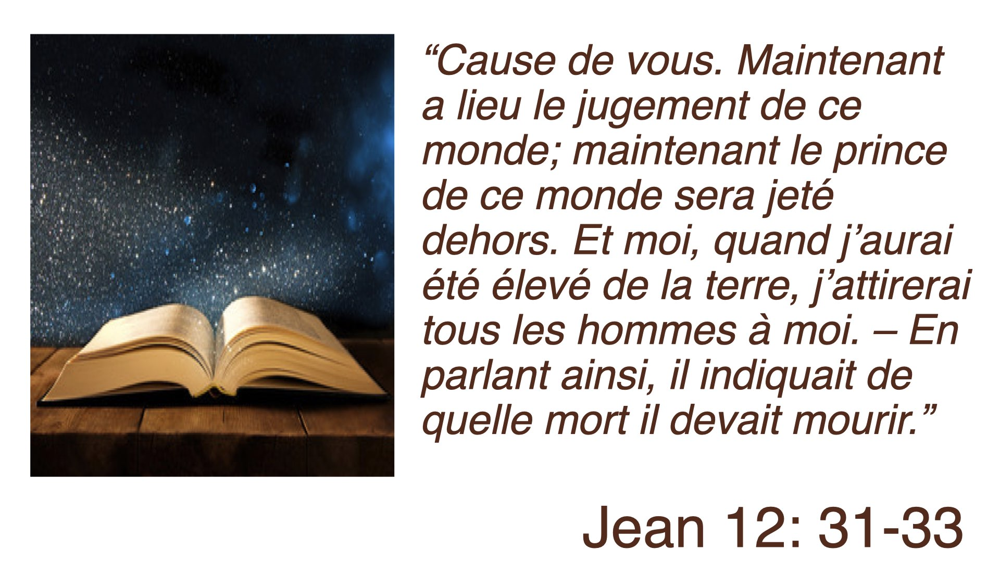 “Cause de vous. Maintenant
a lieu le jugement de ce
monde; maintenant le prince
de ce monde sera jeté
dehors. Et moi, quand j’aurai
été élevé de la terre, j’attirerai
tous les hommes à moi. – En
parlant ainsi, il indiquait de
quelle mort il devait mourir.”
Jean 12: 31-33